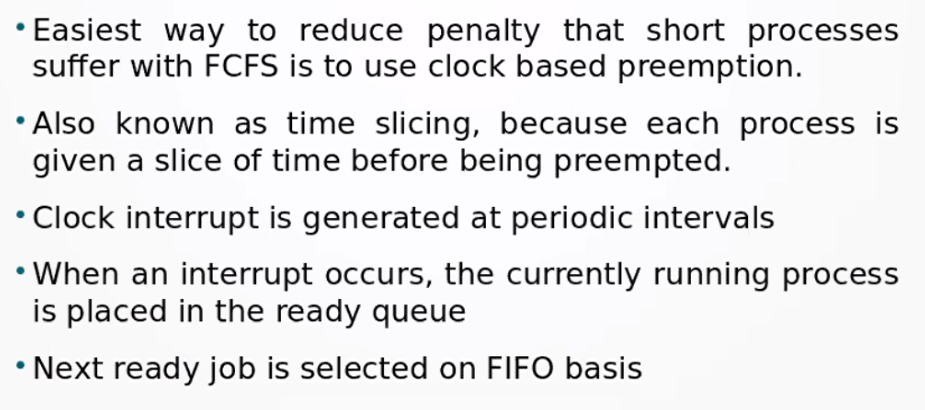 • Easiest way to reduce penalty that short processes
suffer with FCFS is to use clock based preemption.
• Also known as time slicing, because each process is
given a slice of time before being preempted.
• Clock interrupt is generated at periodic intervals
• When an interrupt occurs, the currently running process
is placed in the ready queue
• Next ready job is selected on FIFO basis